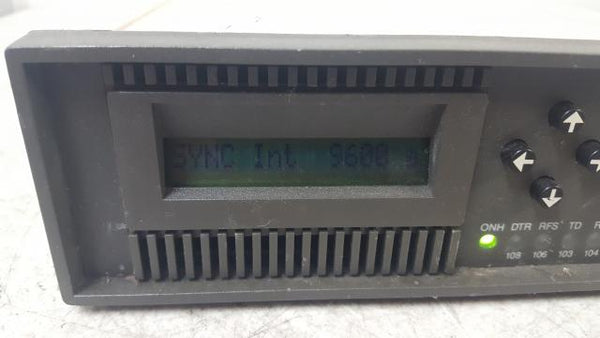 SYNC Int 9600
ONH DTR RFS TD R
108 106 103 104